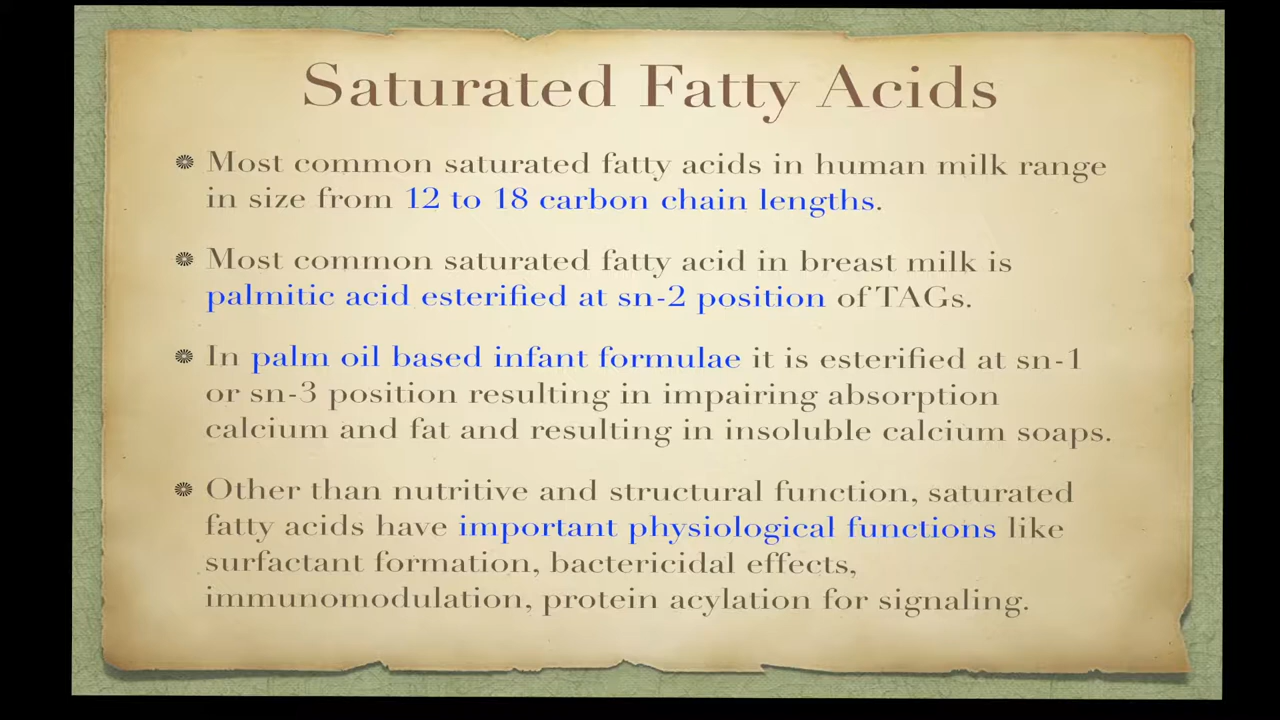 Saturated Fatty Acids
Most common saturated fatty acids in human milk range
in size from 12 to 18 carbon chain lengths.
Most common saturated fatty acid in breast milk is
palmitic acid esterified at sn-2 position of TAGs.
In palm oil based infant formulae it is esterified at sn-1
or sn-3 position resulting in impairing absorption
calcium and fat and resulting in insoluble calcium soaps.
Other than nutritive and structural function, saturated
fatty acids have important physiological functions like
surfactant formation, bactericidal effects,
immunomodulation, protein acylation for signaling.